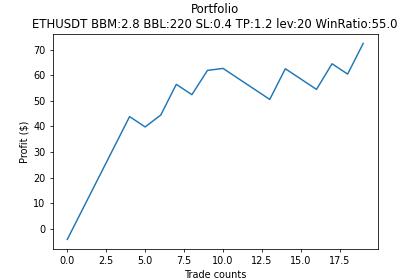 Portfolio
ETHUSDT BBM:2.8 BBL:220 SL:0.4 TP:1.2 lev:20 WinRatio:55.0
70
60
50
40
30
20
10
0
Profit ($)
0.0 2.5 5.0 7.5 10.0 12.5 15.0 17.5
Trade counts